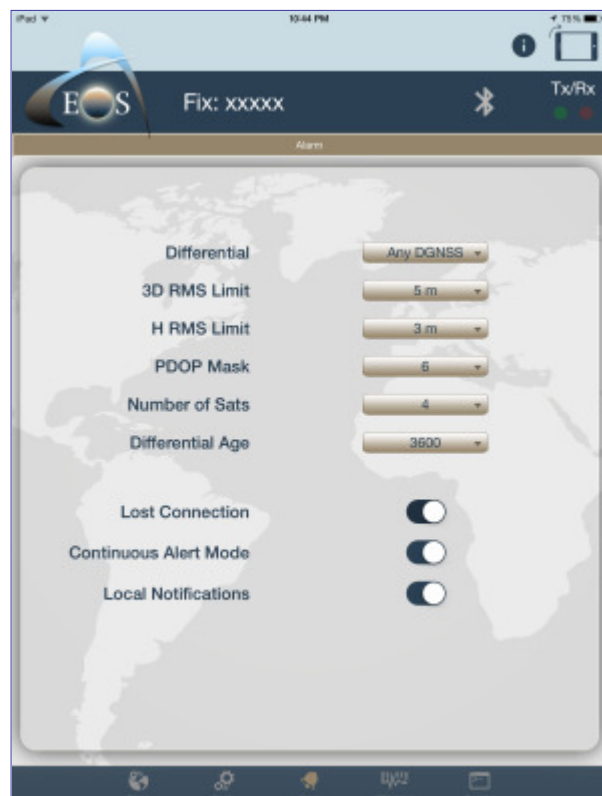 iPad
10:44 PM
75%
EOS
Fix: xxxxx
Tx/Rx
Alarm
Differential
Any DGNSS
3D RMS Limit
5 m
H RMS Limit
3 m
PDOP Mask
6
Number of Sats
4
Differential Age
3600
Lost Connection
Continuous Alert Mode
Local Notifications